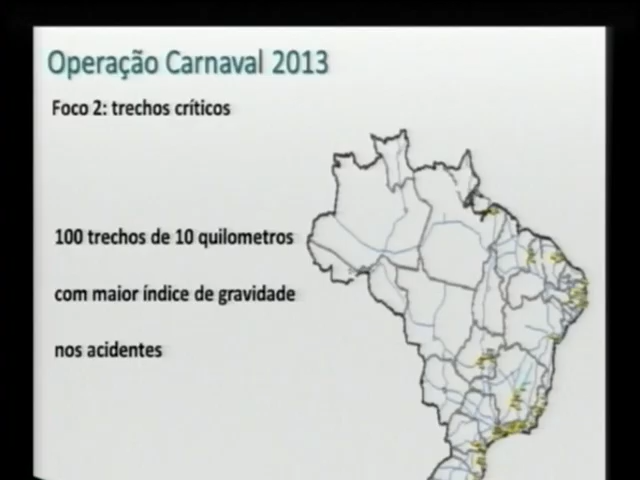 Operação Carnaval 2013
Foco 2: trechos críticos
100 trechos de 10 quilometros
com maior índice de gravidade
nos acidentes